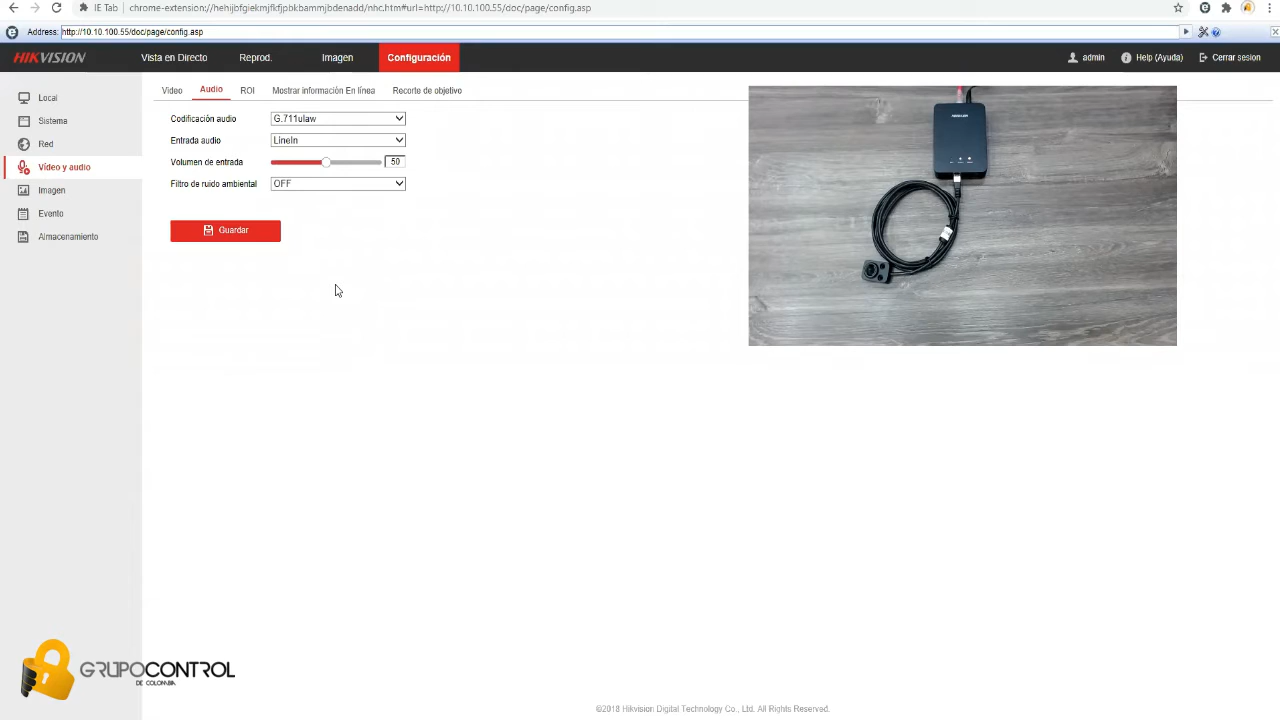 IE Tab | chrome-extension://hehijbfgiekmjfkfjpbkbammjbdenadd/nhc.htm#url=http://10.10.100.55/doc/page/config.asp
Address: http://10.10.100.55/doc/page/config.asp
HIKVISION Vista en Directo Reprod. Imagen Configuración admin Help (Ayuda) Cerrar sesion
Local
Sistema
Red
Vídeo y audio
Imagen
Evento
Almacenamiento
Video Audio ROI Mostrar información En línea Recorte de objetivo
Codificación audio G.711ulaw
Entrada audio LineIn
Volumen de entrada 50
Filtro de ruido ambiental OFF
Guardar
GRUPOCONTROL
DE COLOMBIA
©2018 Hikvision Digital Technology Co., Ltd. All Rights Reserved.